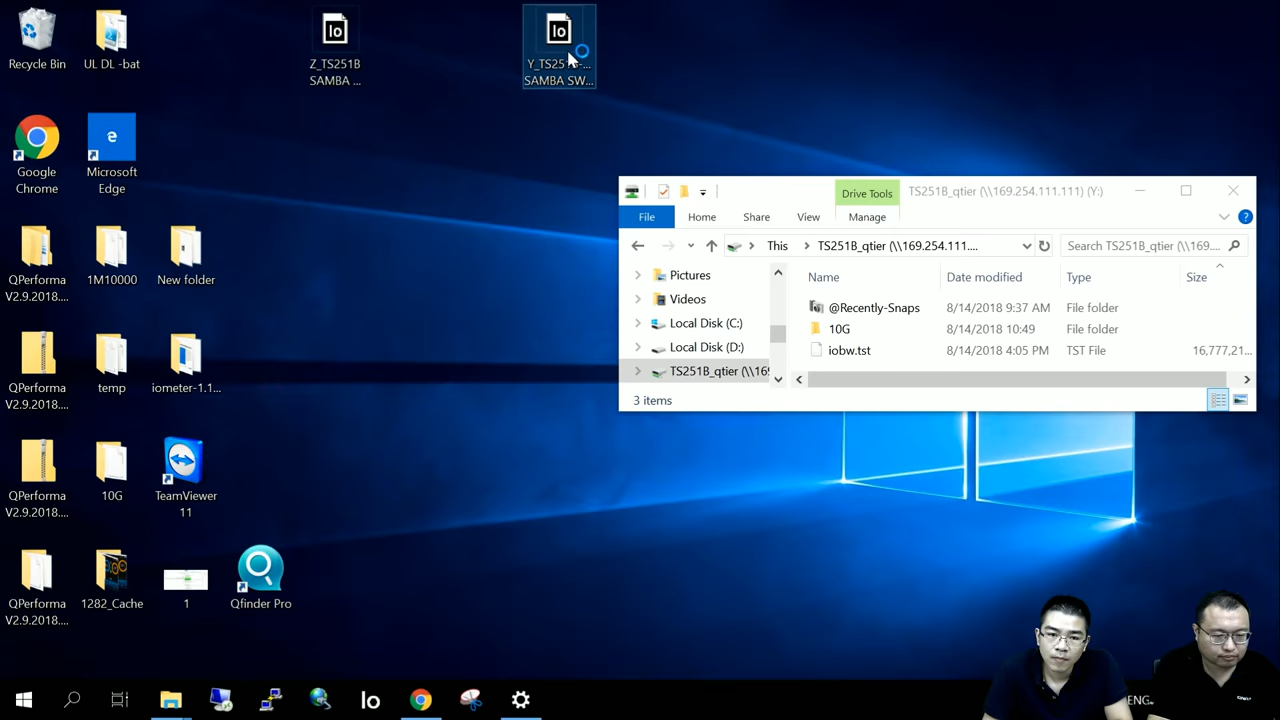 Recycle Bin
UL DL -bat
Io
Z_TS251B
SAMBA ...
Io
Y_TS251B-...
SAMBA SW...
Google
Chrome
e
Microsoft
Edge
QPerforma
V2.9.2018....
1M10000
New folder
QPerforma
V2.9.2018....
temp
iometer-1.1...
QPerforma
V2.9.2018....
10G
TeamViewer
11
QPerforma
V2.9.2018....
1282_Cache
1
Qfinder Pro
Drive Tools
TS251B_qtier (\\169.254.111.111) (Y:)
File
Home
Share
View
Manage
This
TS251B_qtier (\\169.254.111....
Search TS251B_qtier (\\169....
Pictures
Videos
Local Disk (C:)
Local Disk (D:)
TS251B_qtier (\\169
Name
Date modified
Type
Size
@Recently-Snaps
8/14/2018 9:37 AM
File folder
10G
8/14/2018 10:49
File folder
iobw.tst
8/14/2018 4:05 PM
TST File
16,777,21...
3 items
Io
ENG